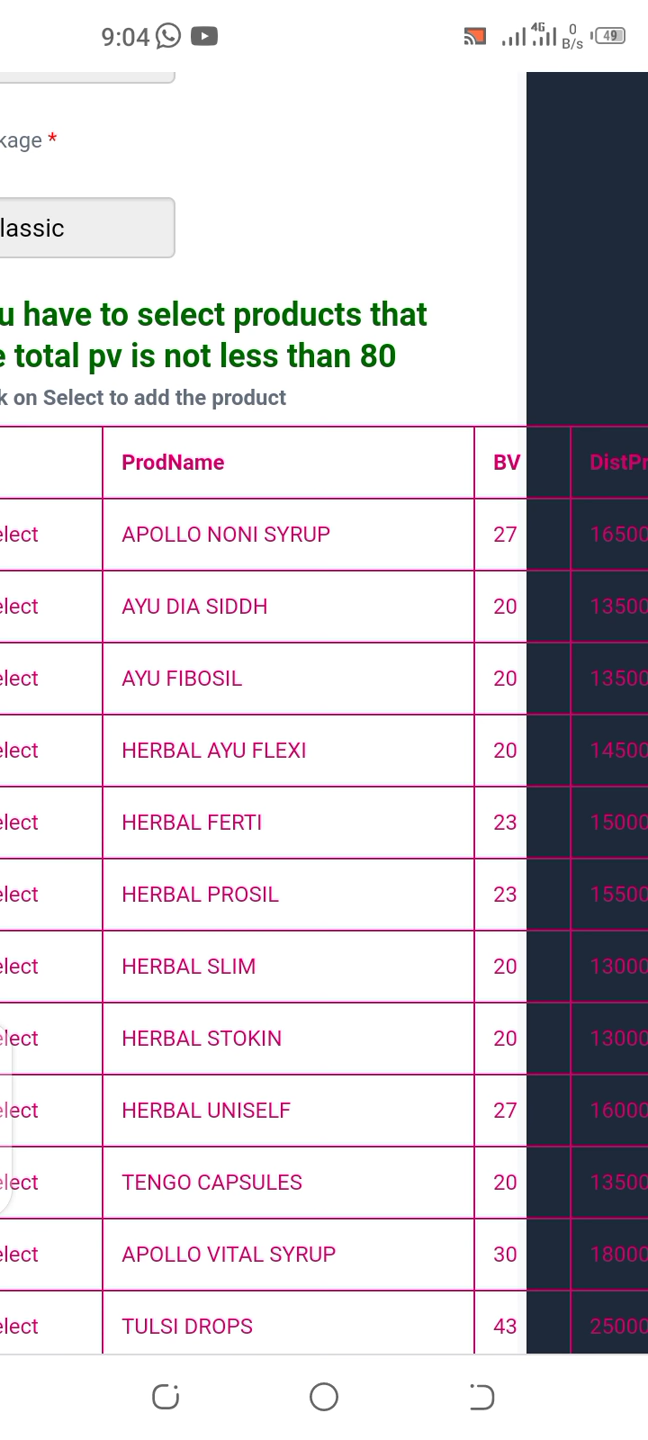 9:04 4G 0 B/s 49
kage *
lassic
u have to select products that
e total pv is not less than 80
k on Select to add the product
ProdName BV DistPr
elect APOLLO NONI SYRUP 27 16500
elect AYU DIA SIDDH 20 13500
elect AYU FIBOSIL 20 13500
elect HERBAL AYU FLEXI 20 14500
elect HERBAL FERTI 23 15000
elect HERBAL PROSIL 23 15500
elect HERBAL SLIM 20 13000
elect HERBAL STOKIN 20 13000
elect HERBAL UNISELF 27 16000
elect TENGO CAPSULES 20 13500
elect APOLLO VITAL SYRUP 30 18000
elect TULSI DROPS 43 25000